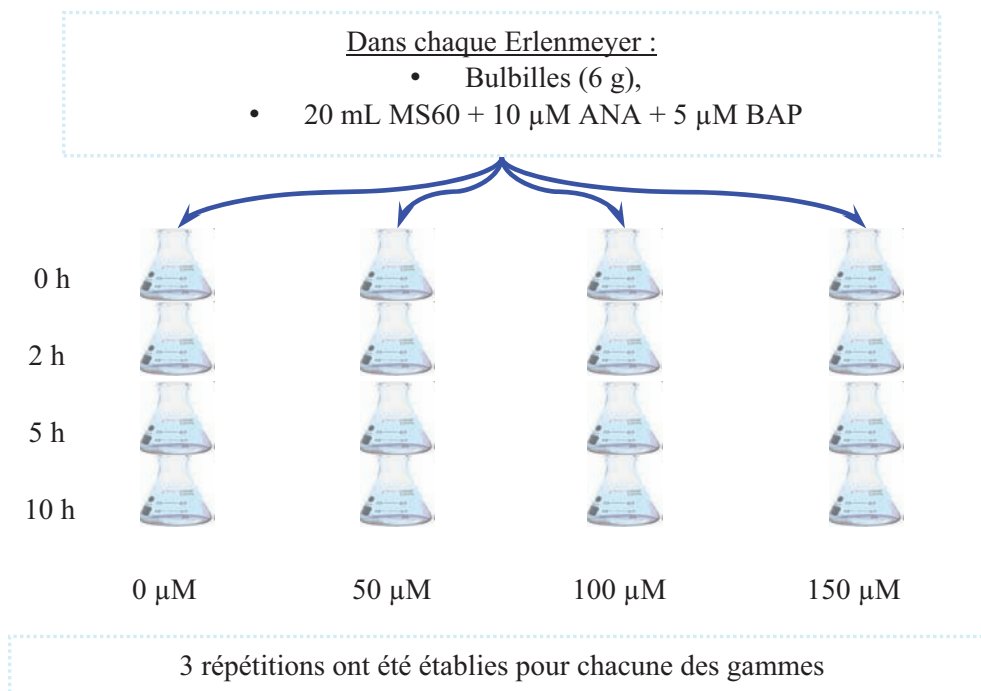 Dans chaque Erlenmeyer :
• Bulbilles (6 g),
• 20 mL MS60 + 10 µM ANA + 5 µM BAP
0 h
2 h
5 h
10 h
0 µM 50 µM 100 µM 150 µM
3 répétitions ont été établies pour chacune des gammes